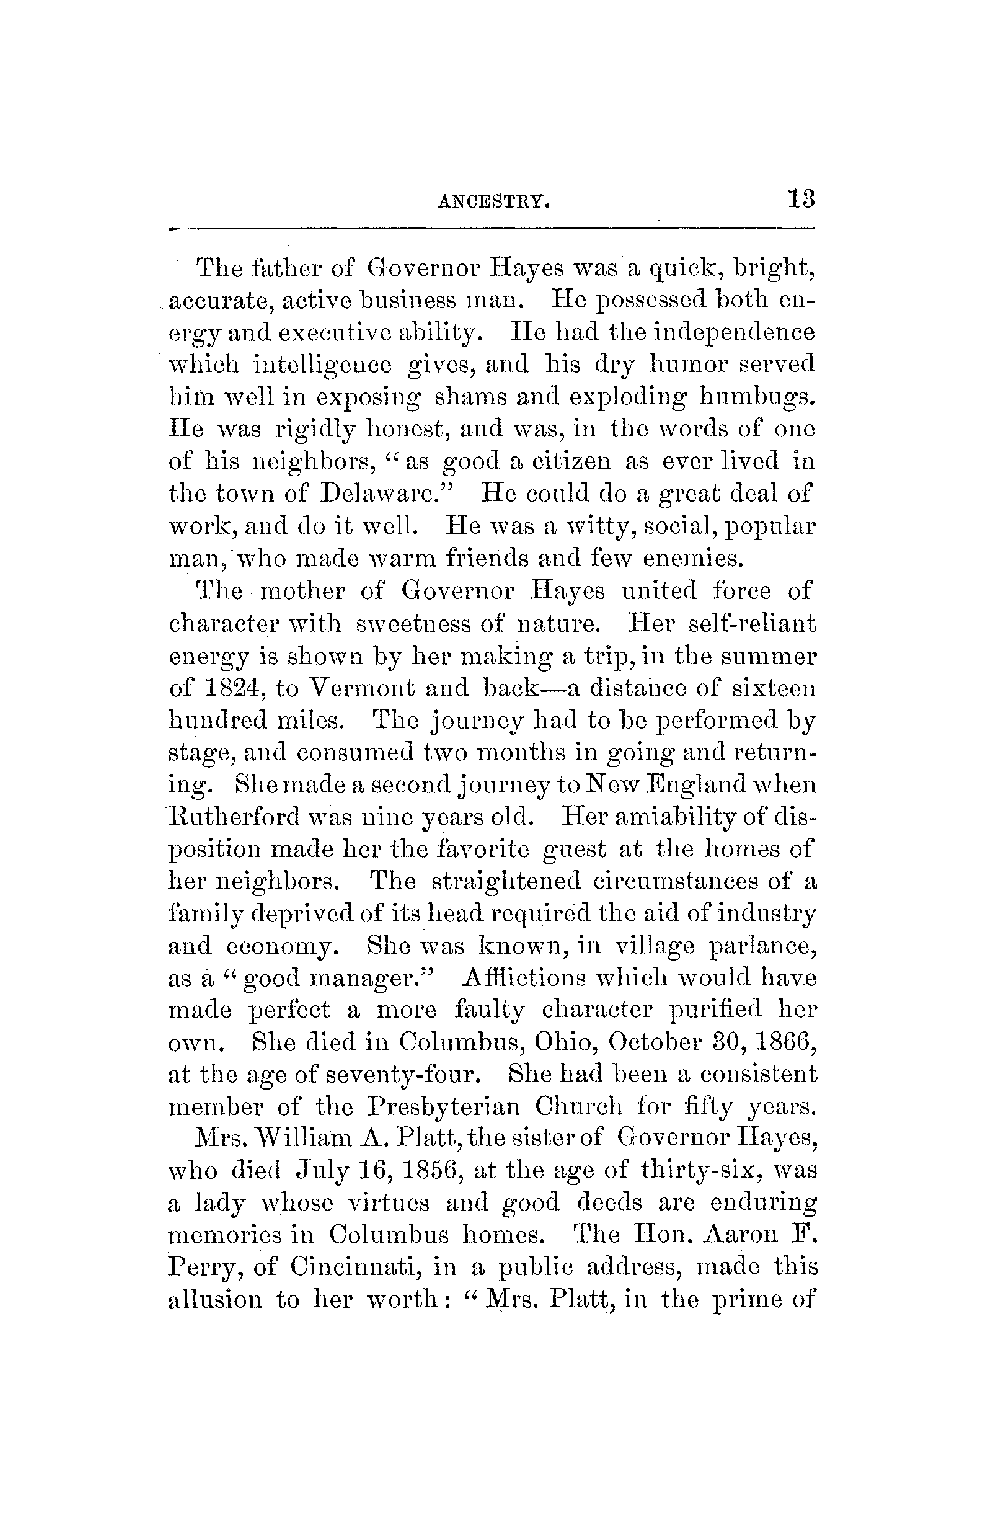 ANCESTRY. 13
The father of Governor Hayes was a quick, bright,
accurate, active business man. He possessed both en-
ergy and executive ability. He had the independence
which intelligence gives, and his dry humor served
him well in exposing shams and exploding humbugs.
He was rigidly honest, and was, in the words of one
of his neighbors, “as good a citizen as ever lived in
the town of Delaware.” He could do a great deal of
work, and do it well. He was a witty, social, popular
man, who made warm friends and few enemies.
The mother of Governor Hayes united force of
character with sweetness of nature. Her self-reliant
energy is shown by her making a trip, in the summer
of 1824, to Vermont and back—a distance of sixteen
hundred miles. The journey had to be performed by
stage, and consumed two months in going and return-
ing. She made a second journey to New England when
Rutherford was nine years old. Her amiability of dis-
position made her the favorite guest at the homes of
her neighbors. The straightened circumstances of a
family deprived of its head required the aid of industry
and economy. She was known, in village parlance,
as a “good manager.” Afflictions which would have
made perfect a more faulty character purified her
own. She died in Columbus, Ohio, October 30, 1866,
at the age of seventy-four. She had been a consistent
member of the Presbyterian Church for fifty years.
Mrs. William A. Platt, the sister of Governor Hayes,
who died July 16, 1856, at the age of thirty-six, was
a lady whose virtues and good deeds are enduring
memories in Columbus homes. The Hon. Aaron F.
Perry, of Cincinnati, in a public address, made this
allusion to her worth: “Mrs. Platt, in the prime of